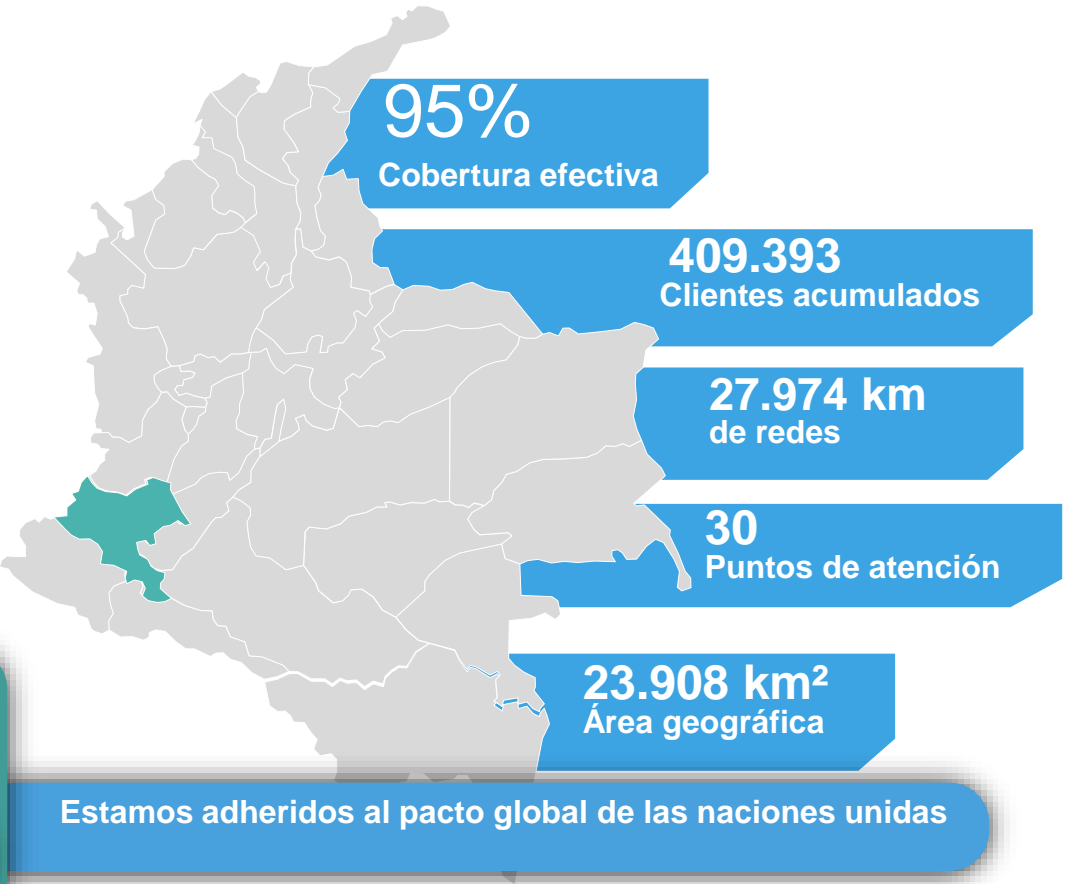 95%
Cobertura efectiva
409.393
Clientes acumulados
27.974 km
de redes
30
Puntos de atención
23.908 km²
Área geográfica
Estamos adheridos al pacto global de las naciones unidas